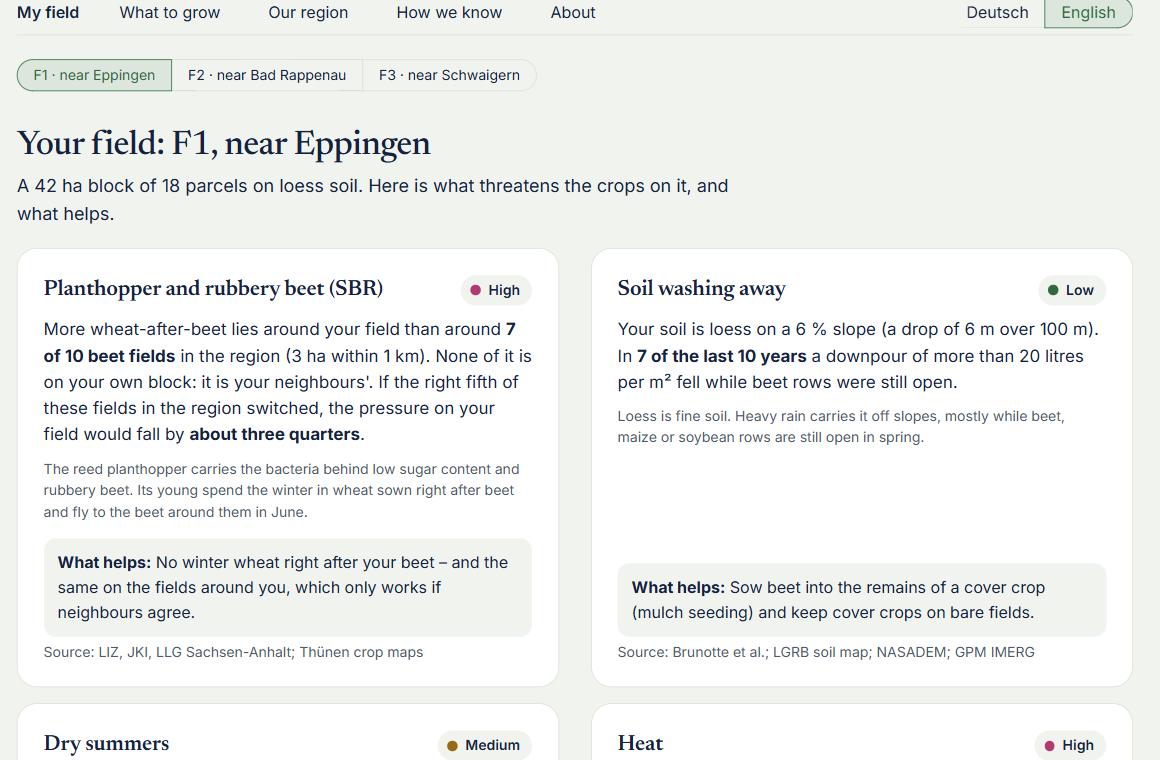 My field What to grow Our region How we know About Deutsch English
F1 · near Eppingen F2 · near Bad Rappenau F3 · near Schwaigern
Your field: F1, near Eppingen
A 42 ha block of 18 parcels on loess soil. Here is what threatens the crops on it, and
what helps.
Planthopper and rubbery beet (SBR) High
More wheat-after-beet lies around your field than around 7
of 10 beet fields in the region (3 ha within 1 km). None of it is
on your own block: it is your neighbours'. If the right fifth of
these fields in the region switched, the pressure on your
field would fall by about three quarters.
The reed planthopper carries the bacteria behind low sugar content and
rubbery beet. Its young spend the winter in wheat sown right after beet
and fly to the beet around them in June.
What helps: No winter wheat right after your beet – and the
same on the fields around you, which only works if
neighbours agree.
Source: LIZ, JKI, LLG Sachsen-Anhalt; Thünen crop maps
Soil washing away Low
Your soil is loess on a 6 % slope (a drop of 6 m over 100 m).
In 7 of the last 10 years a downpour of more than 20 litres
per m² fell while beet rows were still open.
Loess is fine soil. Heavy rain carries it off slopes, mostly while beet,
maize or soybean rows are still open in spring.
What helps: Sow beet into the remains of a cover crop
(mulch seeding) and keep cover crops on bare fields.
Source: Brunotte et al.; LGRB soil map; NASADEM; GPM IMERG
Dry summers Medium
Heat High